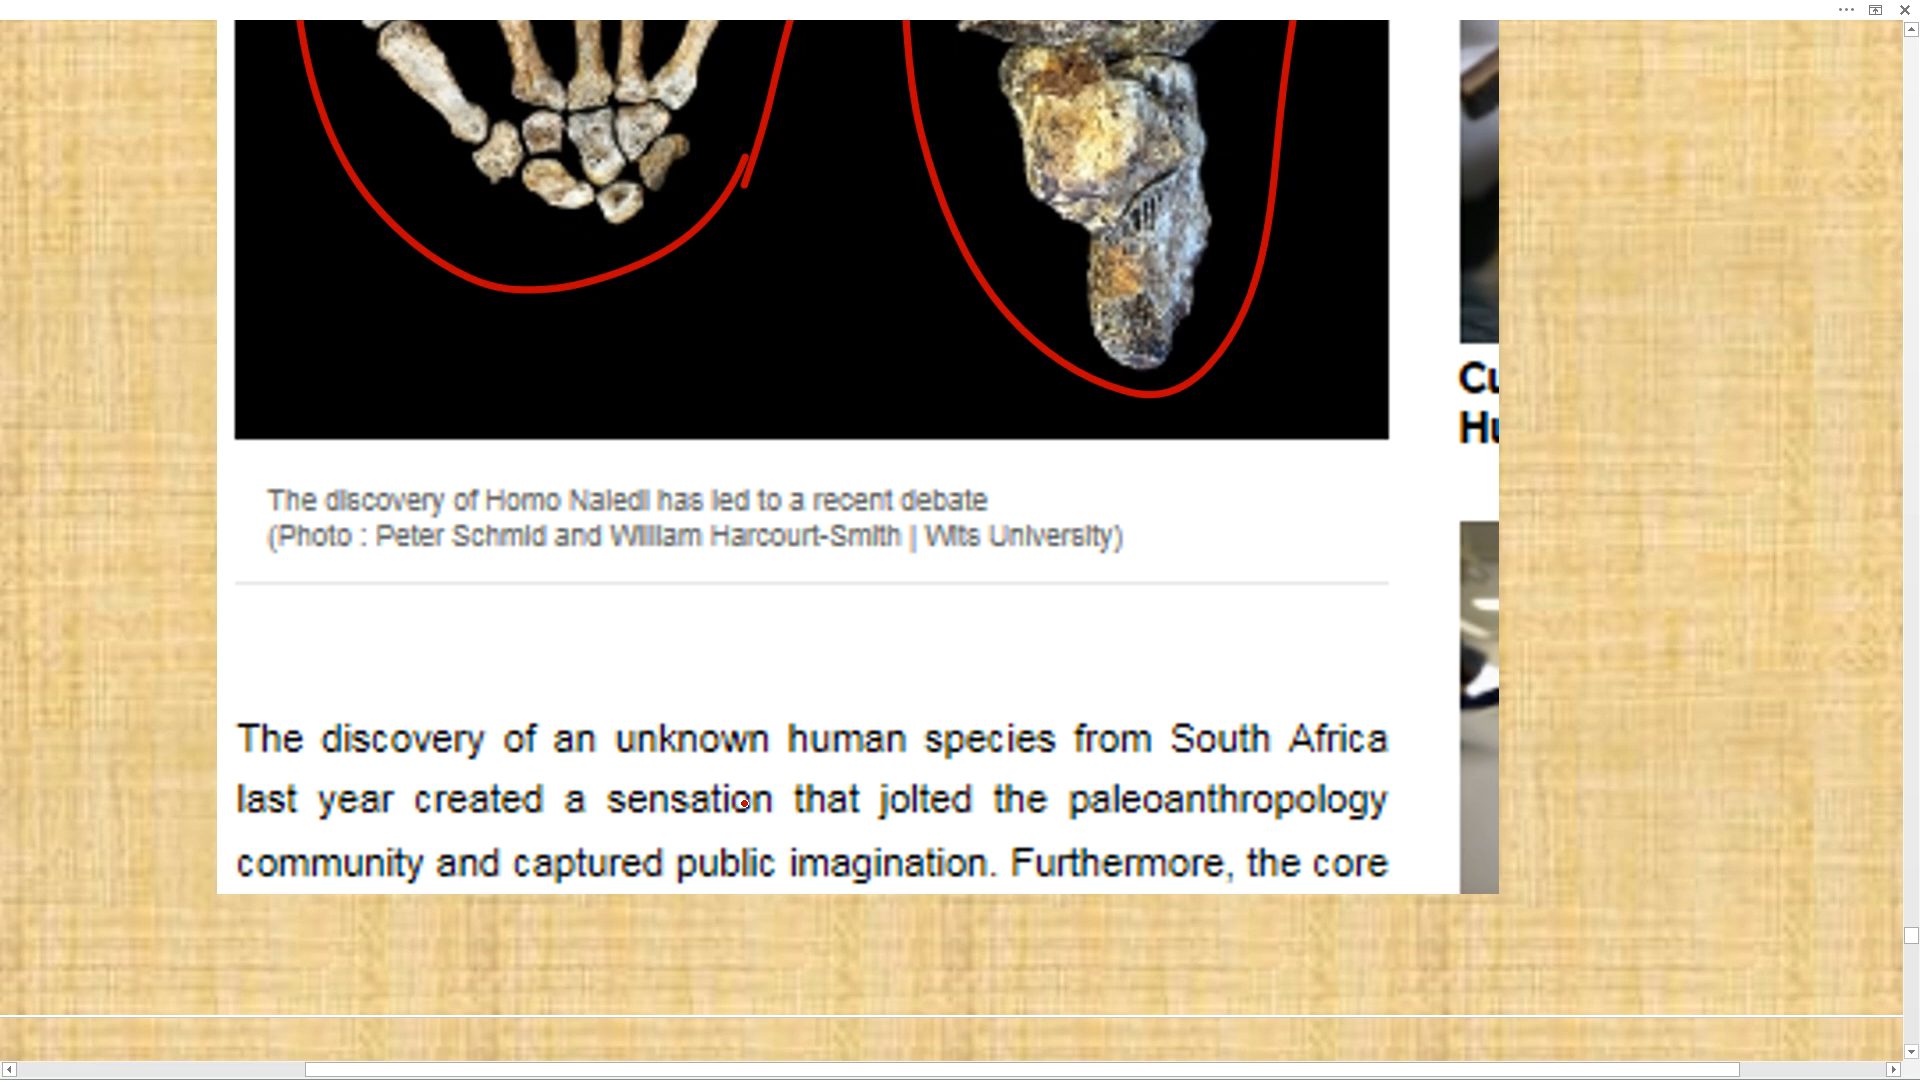 The discovery of Homo Naledi has led to a recent debate
(Photo : Peter Schmid and William Harcourt-Smith | Wits University)
The discovery of an unknown human species from South Africa
last year created a sensation that jolted the paleoanthropology
community and captured public imagination. Furthermore, the core